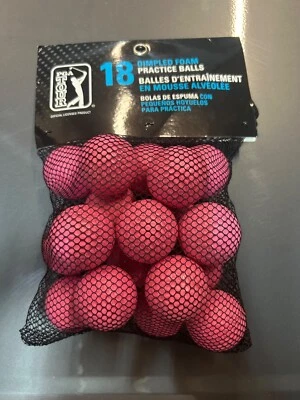 PGA TOUR
18 DIMPLED FOAM
PRACTICE BALLS
BALLES D'ENTRAÎNEMENT
EN MOUSSE ALVÉOLÉE
BOLAS DE ESPUMA CON
PEQUEÑOS HOYUELOS
PARA PRÁCTICA
OFFICIAL LICENSED PRODUCT